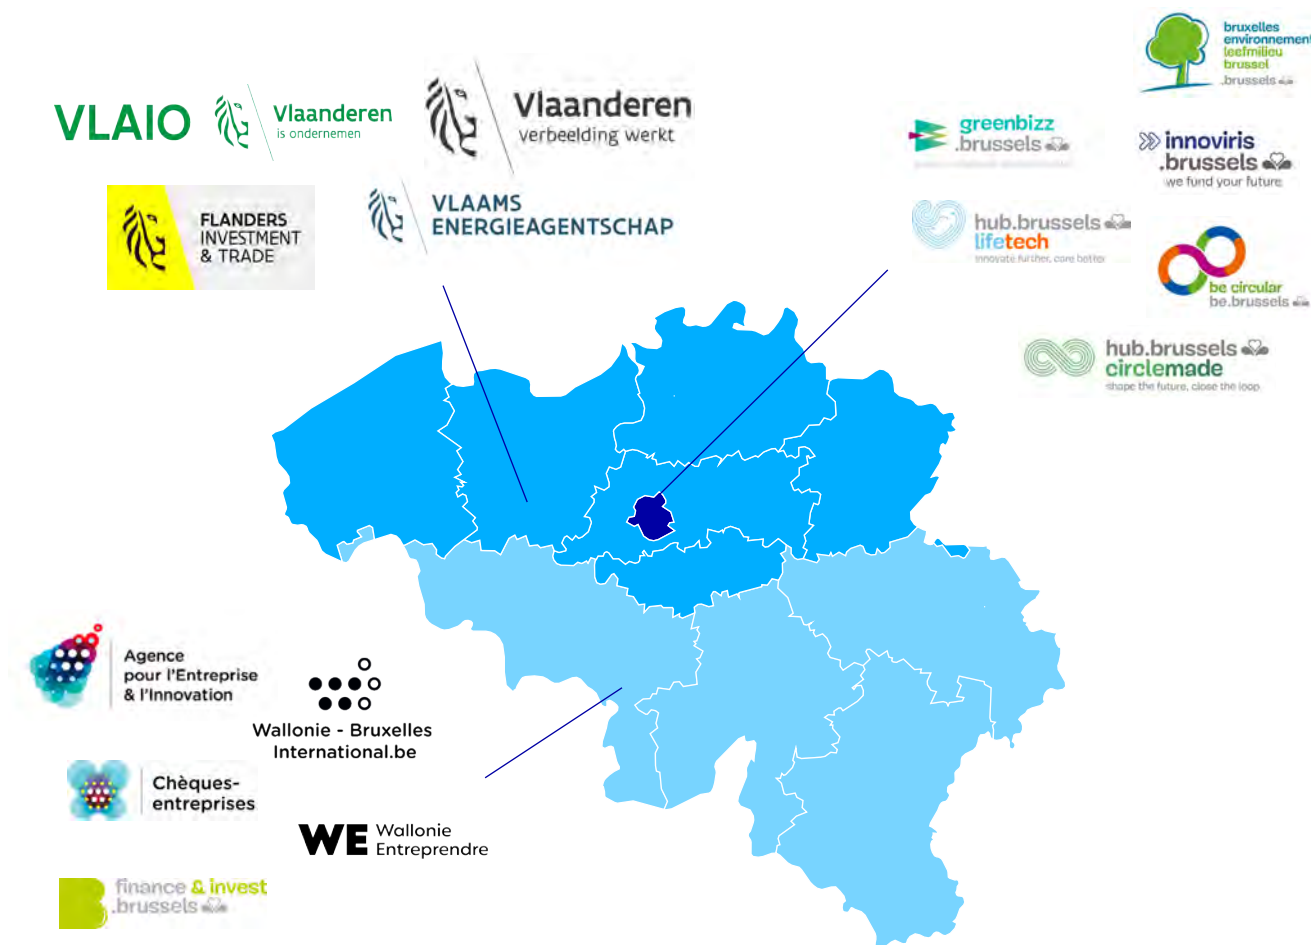 VLAIO
Vlaanderen
is ondernemen
Vlaanderen
verbeelding werkt
FLANDERS
INVESTMENT
& TRADE
VLAAMS
ENERGIEAGENTSCHAP
bruxelles
environnement
leefmilieu
brussel
.brussels
greenbizz
.brussels
innoviris
.brussels
we fund your future
hub.brussels
lifetech
innovate further, care better
be circular
be.brussels
hub.brussels
circlemade
shape the future, close the loop
Agence
pour l'Entreprise
& l'Innovation
Wallonie - Bruxelles
International.be
Chèques-
entreprises
WE Wallonie
Entreprendre
finance & invest
.brussels